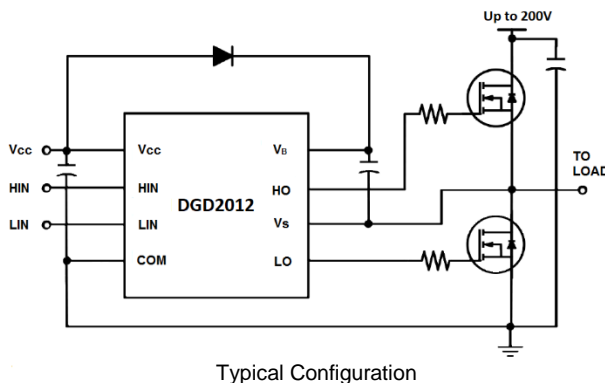 Up to 200V
Vcc
HIN
LIN
Vcc
HIN
LIN
COM
DGD2012
VB
HO
Vs
LO
TO
LOAD
Typical Configuration